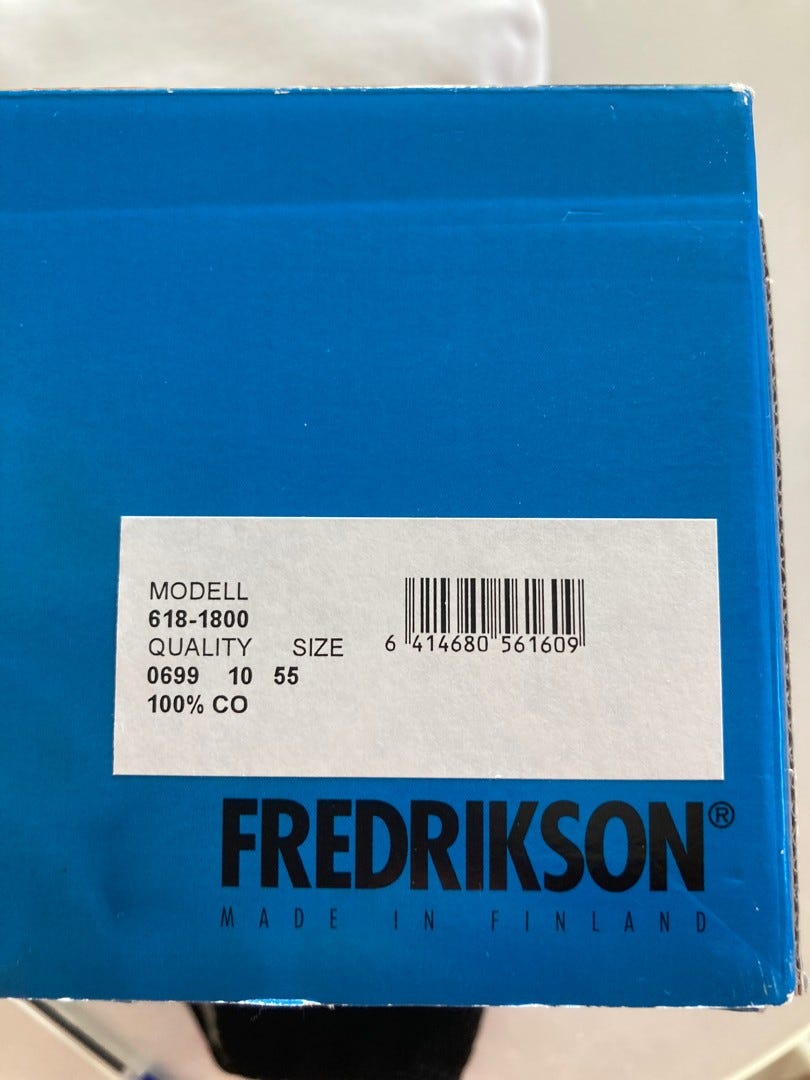 MODELL
618-1800
QUALITY SIZE
0699 10 55
100% CO
6 414680 561609
FREDRIKSON®
MADE IN FINLAND